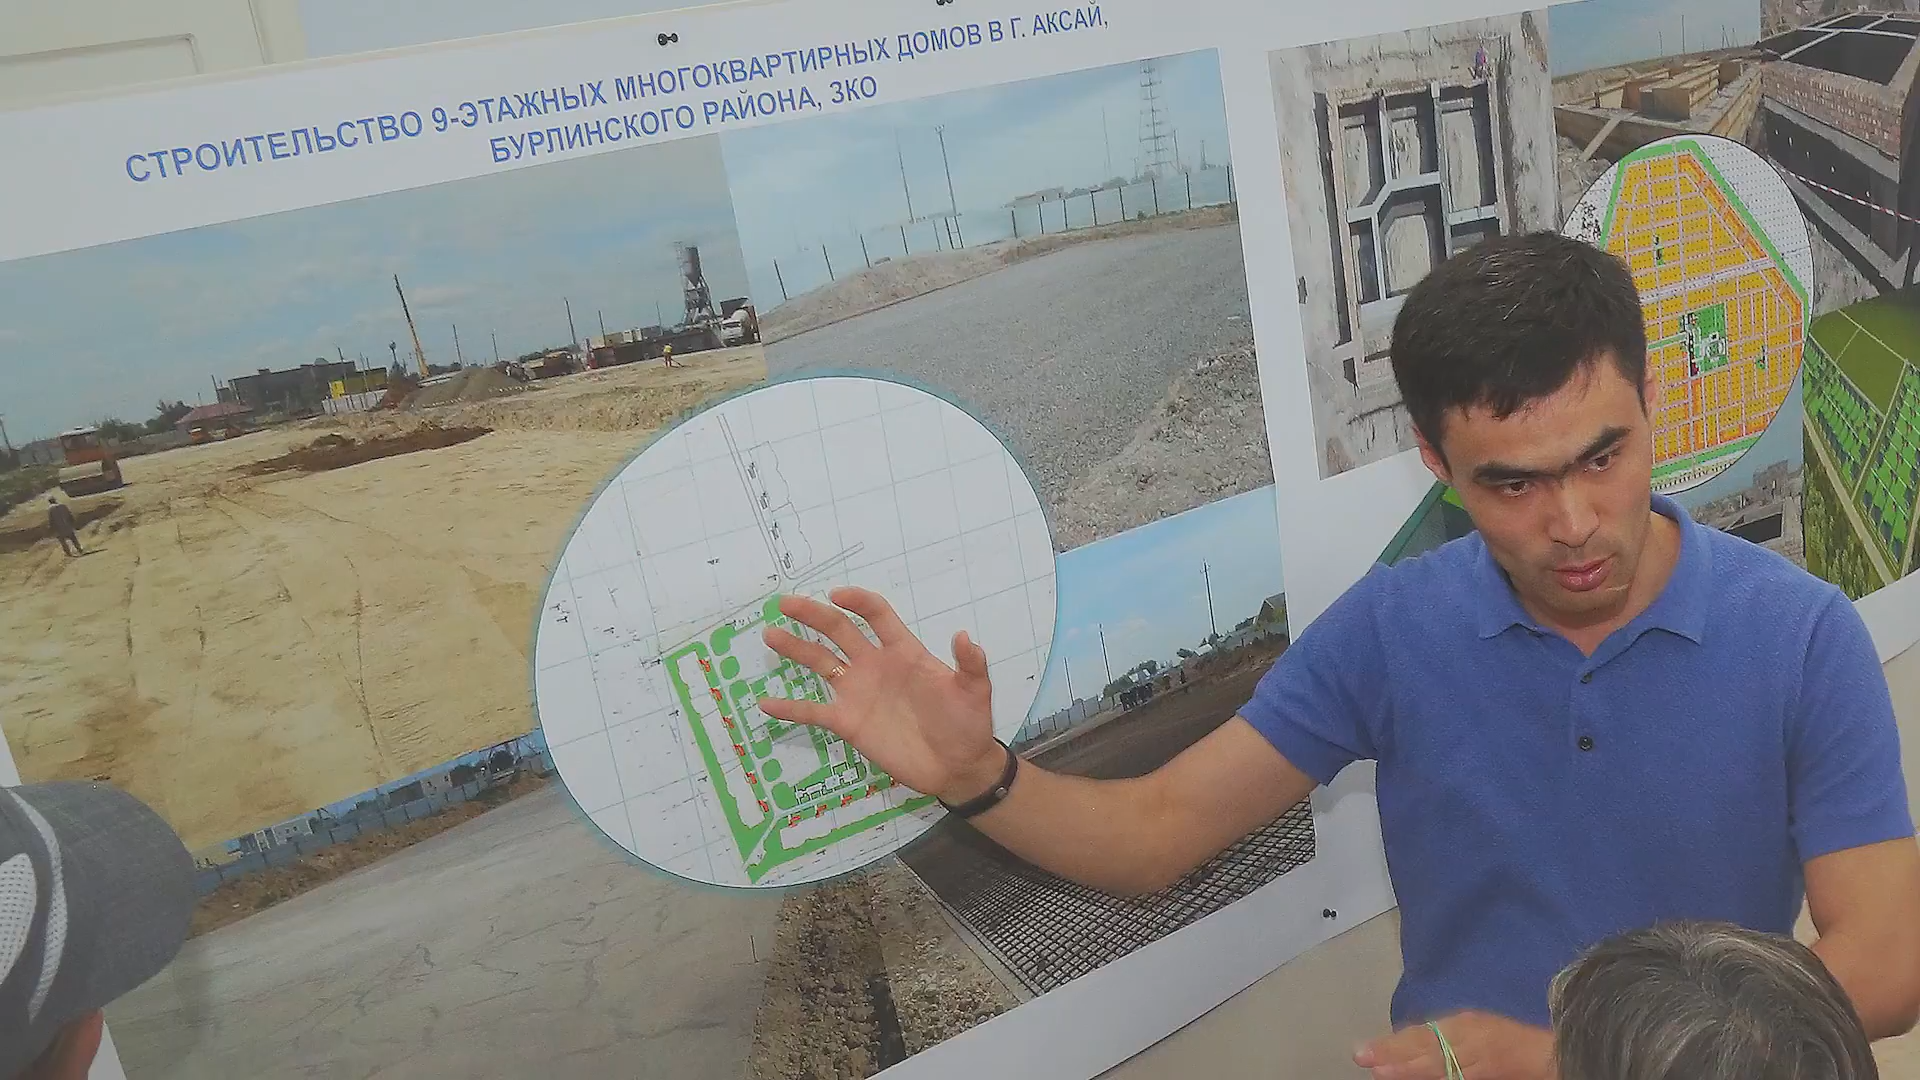 СТРОИТЕЛЬСТВО 9-ЭТАЖНЫХ МНОГОКВАРТИРНЫХ ДОМОВ В Г. АКСАЙ,
БУРЛИНСКОГО РАЙОНА, ЗКО